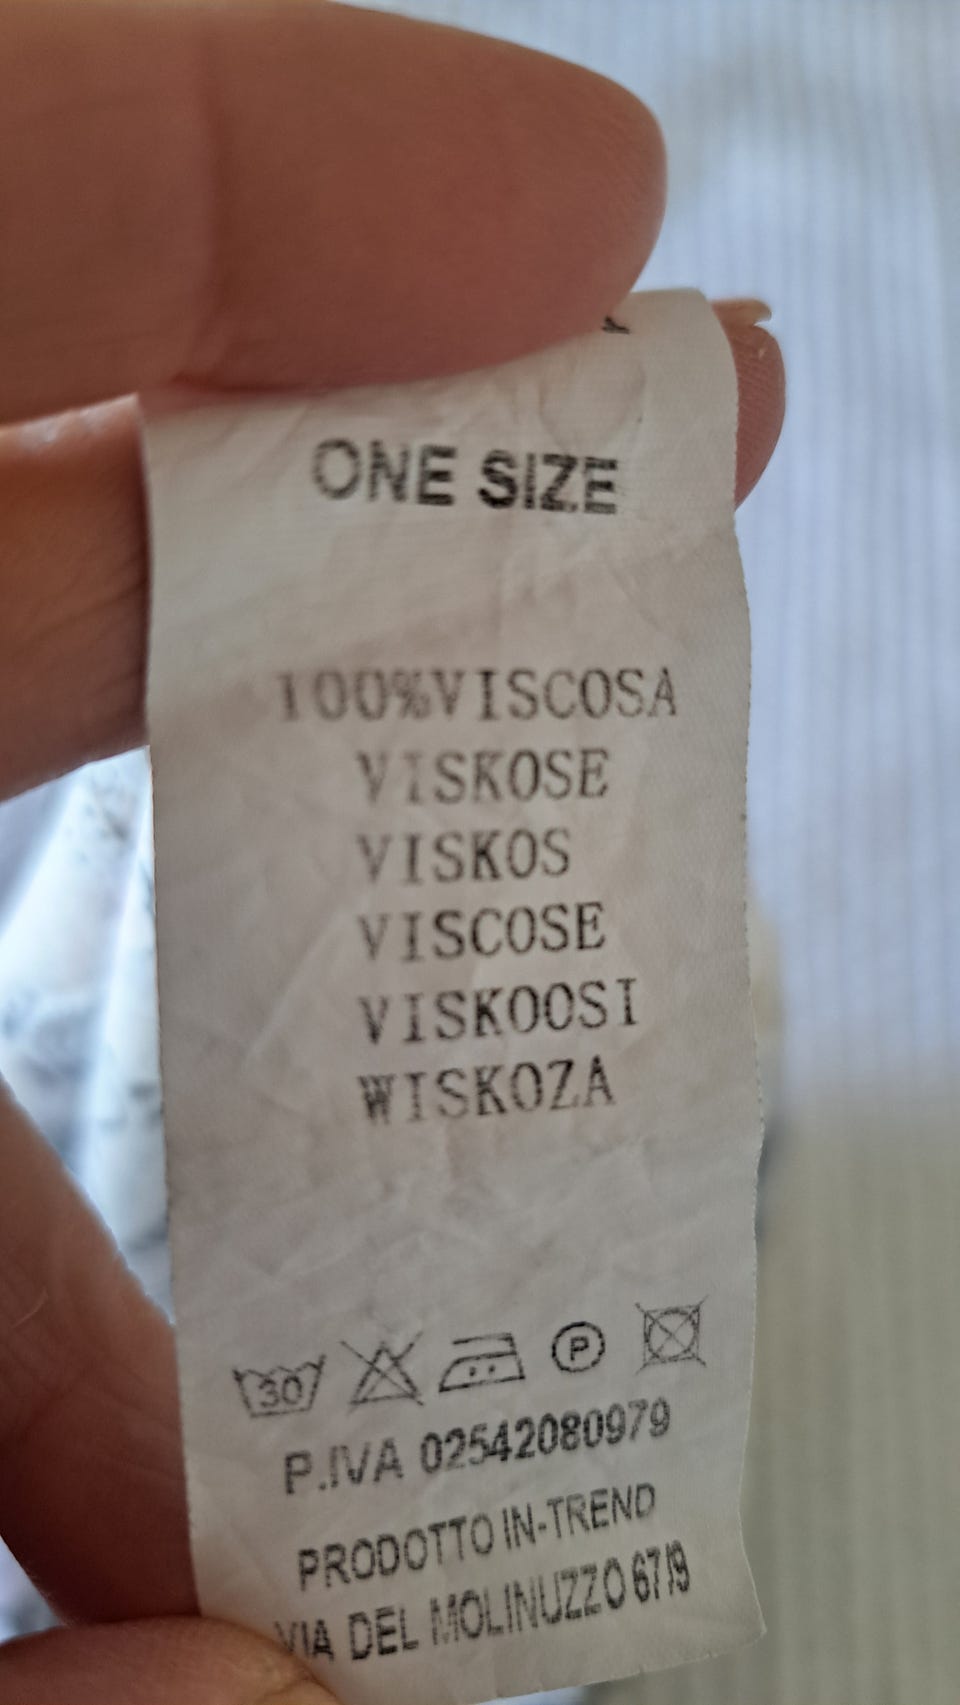 ONE SIZE
100%VISCOSA
VISKOSE
VISKOS
VISCOSE
VISKOOSI
WISKOZA
30 P
P.IVA 02542080979
PRODOTTO IN-TREND
VIA DEL MOLINUZZO 67/9